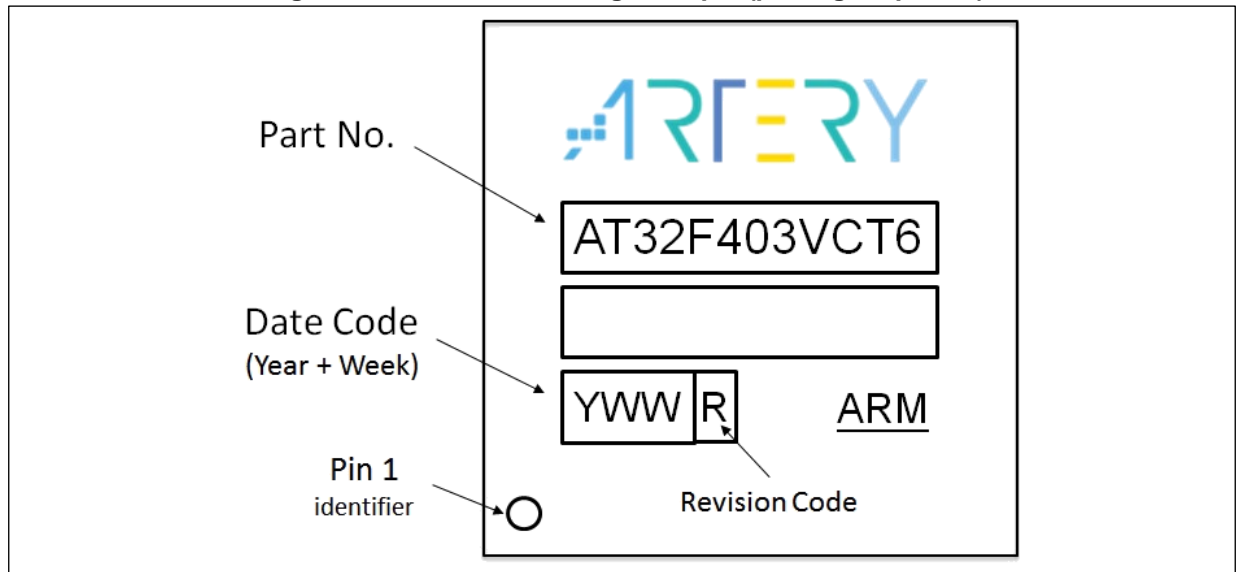 ARTERY
Part No.
AT32F403VCT6
Date Code
(Year + Week)
YWW R
ARM
Pin 1
identifier
Revision Code